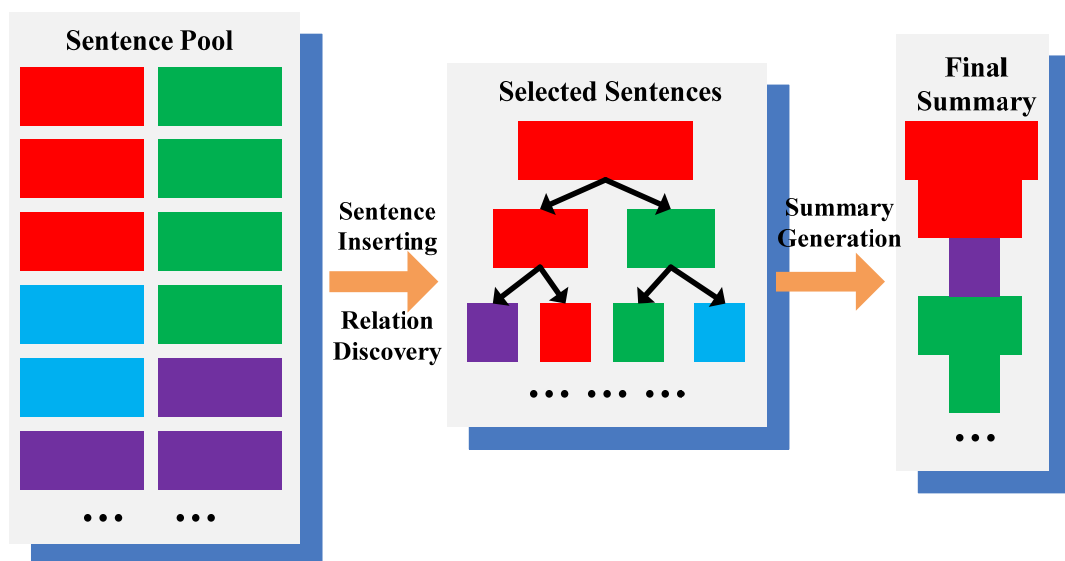 Sentence Pool
... ...
Sentence
Inserting
Relation
Discovery
Selected Sentences
... ... ...
Summary
Generation
Final
Summary
...